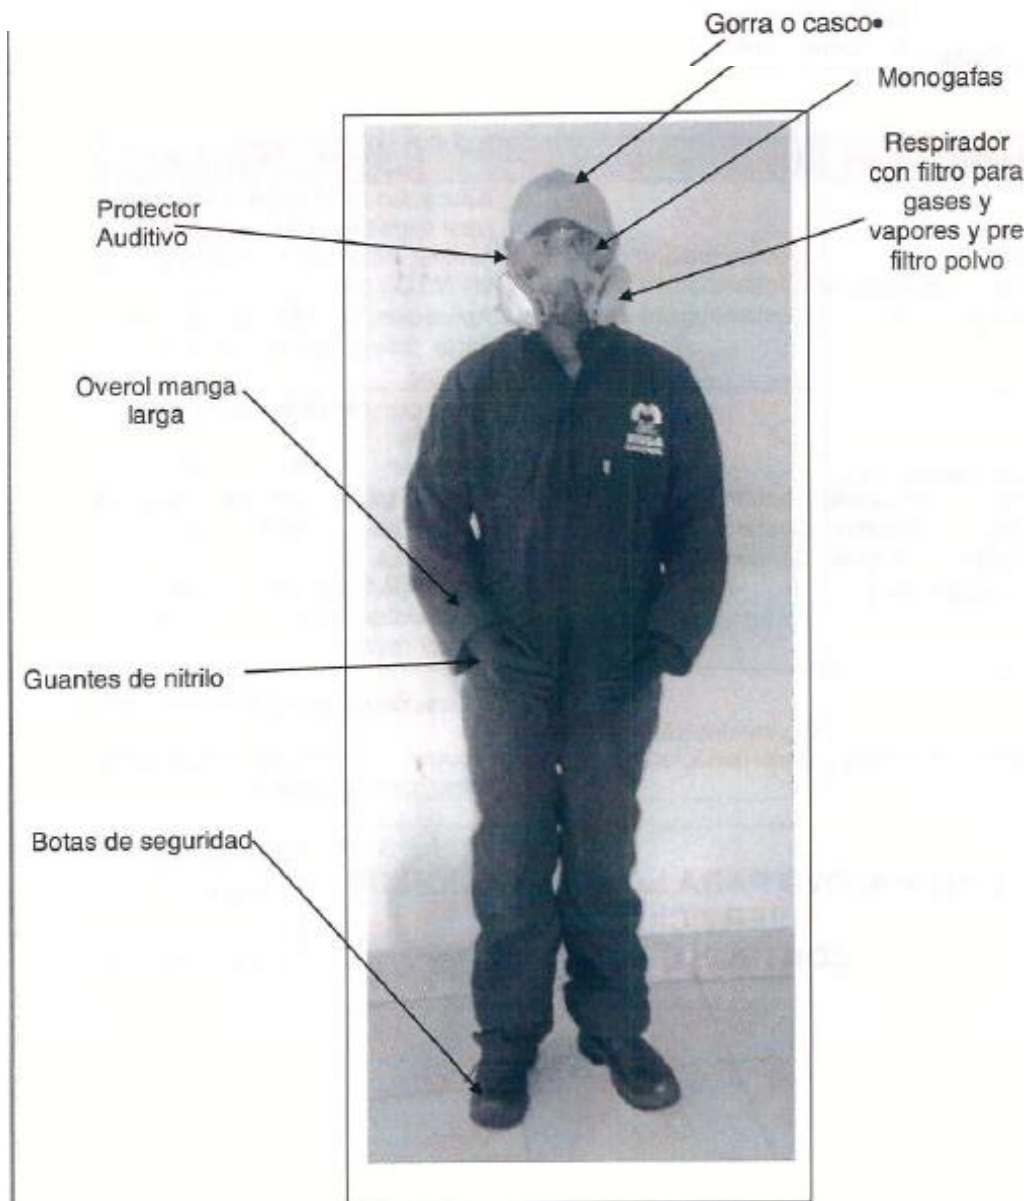 Gorra o casco•
Monogafas
Respirador
con filtro para
gases y
vapores y pre
filtro polvo
Protector
Auditivo
Overol manga
larga
Guantes de nitrilo
Botas de seguridad